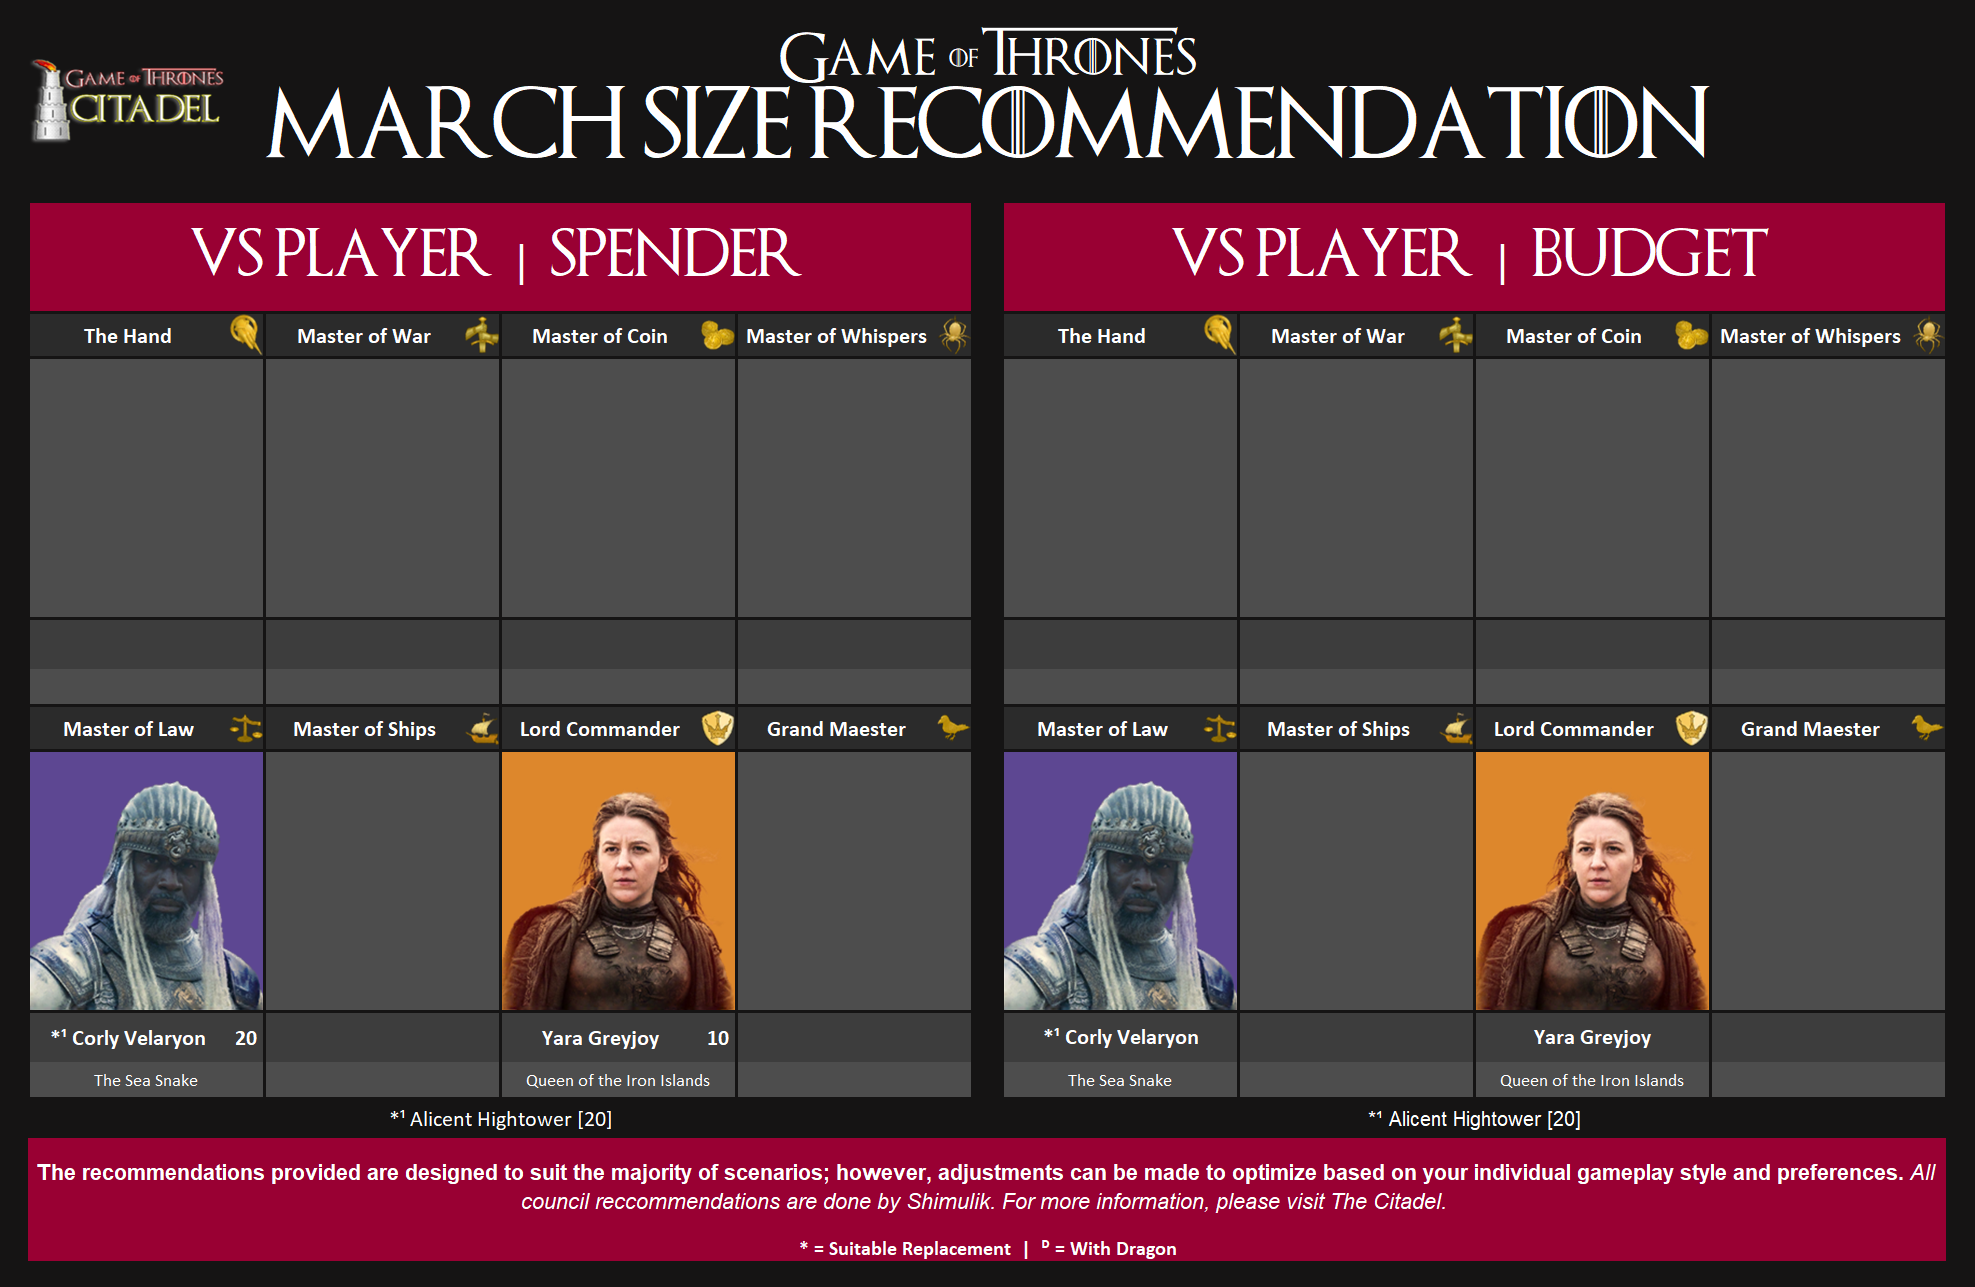 GAME OF THRONES
CITADEL
GAME OF THRONES
MARCH SIZE RECOMMENDATION
VS PLAYER | SPENDER
The Hand
Master of War
Master of Coin
Master of Whispers
Master of Law
Master of Ships
Lord Commander
Grand Maester
*¹ Corly Velaryon 20
Yara Greyjoy 10
The Sea Snake
Queen of the Iron Islands
*¹ Alicent Hightower [20]
VS PLAYER | BUDGET
The Hand
Master of War
Master of Coin
Master of Whispers
Master of Law
Master of Ships
Lord Commander
Grand Maester
*¹ Corly Velaryon
Yara Greyjoy
The Sea Snake
Queen of the Iron Islands
*¹ Alicent Hightower [20]
The recommendations provided are designed to suit the majority of scenarios; however, adjustments can be made to optimize based on your individual gameplay style and preferences. All
council reccommendations are done by Shimulik. For more information, please visit The Citadel.
* = Suitable Replacement | ᴰ = With Dragon